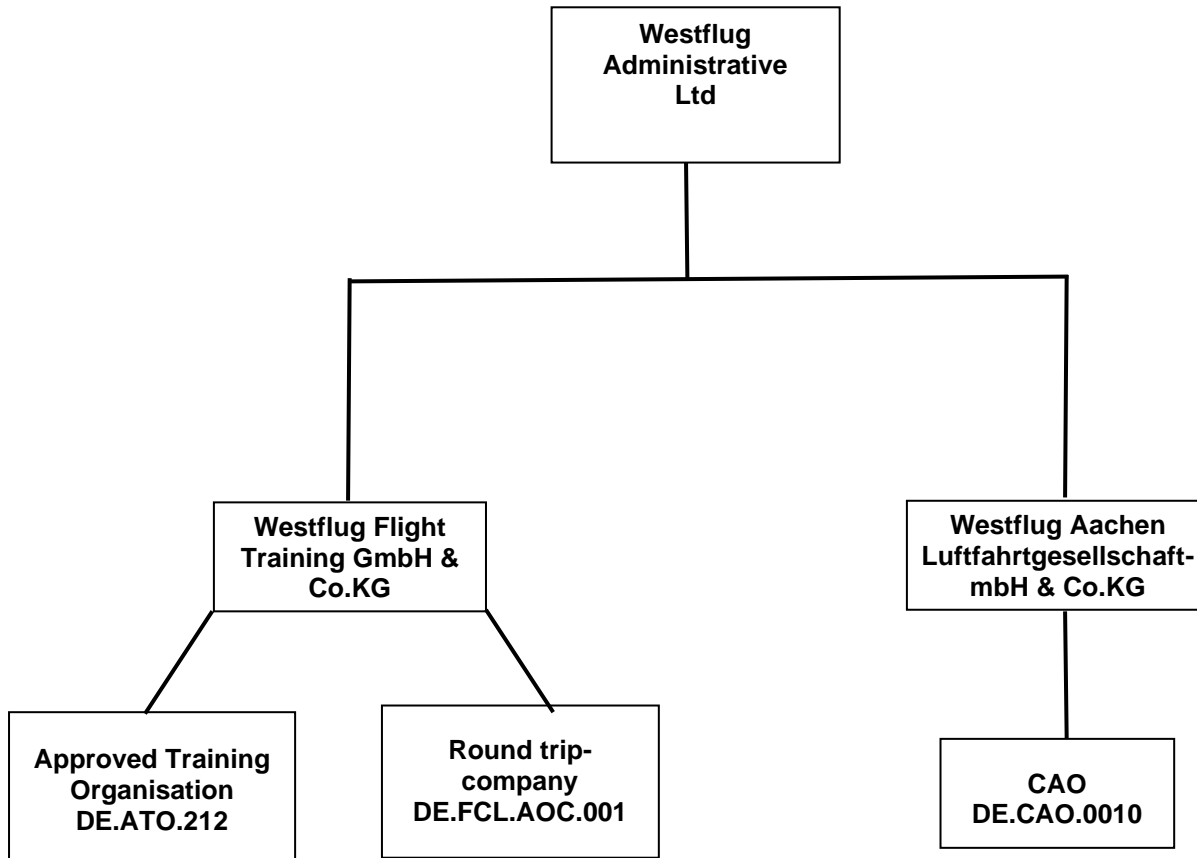 Westflug
Administrative
Ltd
Westflug Flight
Training GmbH &
Co.KG
Westflug Aachen
Luftfahrtgesellschaft-
mbH & Co.KG
Approved Training
Organisation
DE.ATO.212
Round trip-
company
DE.FCL.AOC.001
CAO
DE.CAO.0010